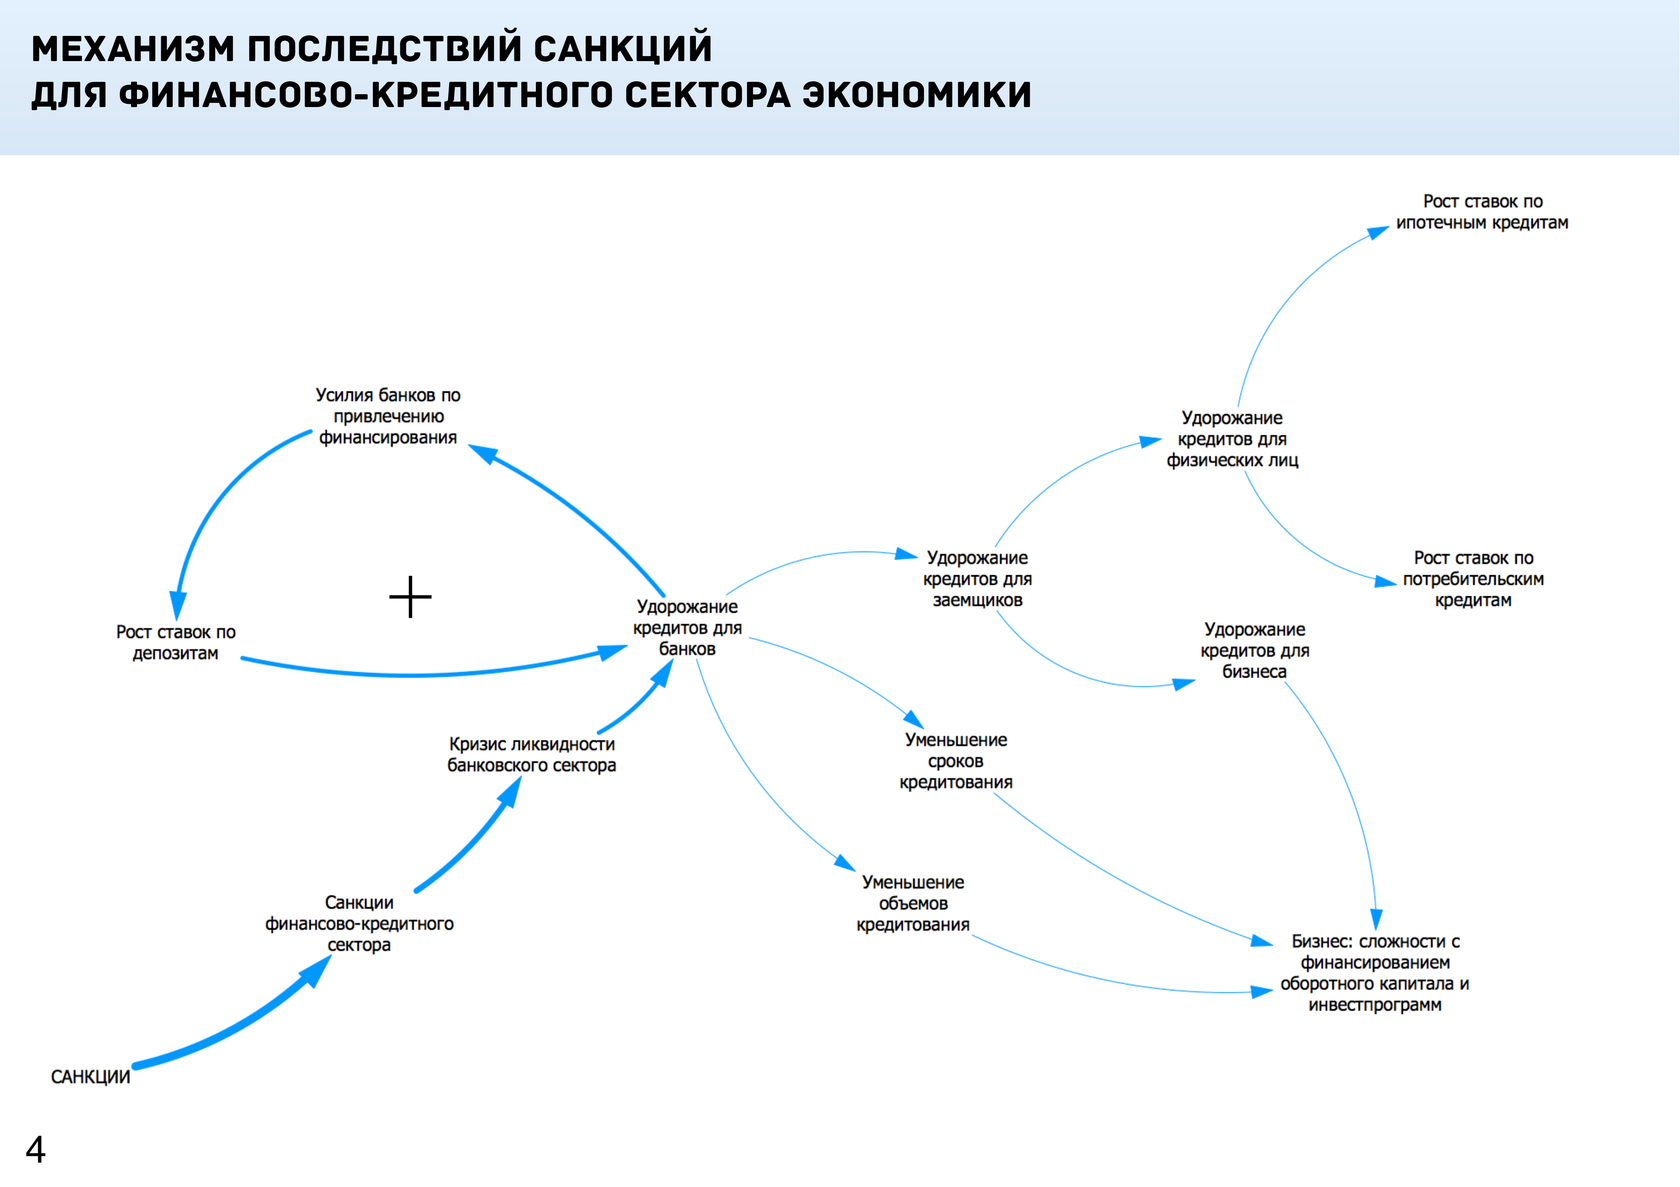 МЕХАНИЗМ ПОСЛЕДСТВИЙ САНКЦИЙ
ДЛЯ ФИНАНСОВО-КРЕДИТНОГО СЕКТОРА ЭКОНОМИКИ
Рост ставок по
ипотечным кредитам
Усилия банков по
привлечению
финансирования
Удорожание
кредитов для
физических лиц
Удорожание
кредитов для
заемщиков
Рост ставок по
потребительским
кредитам
+
Рост ставок по
депозитам
Удорожание
кредитов для
банков
Удорожание
кредитов для
бизнеса
Кризис ликвидности
банковского сектора
Уменьшение
сроков
кредитования
Уменьшение
объемов
кредитования
Санкции
финансово-кредитного
сектора
Бизнес: сложности с
финансированием
оборотного капитала и
инвестпрограмм
САНКЦИИ
4